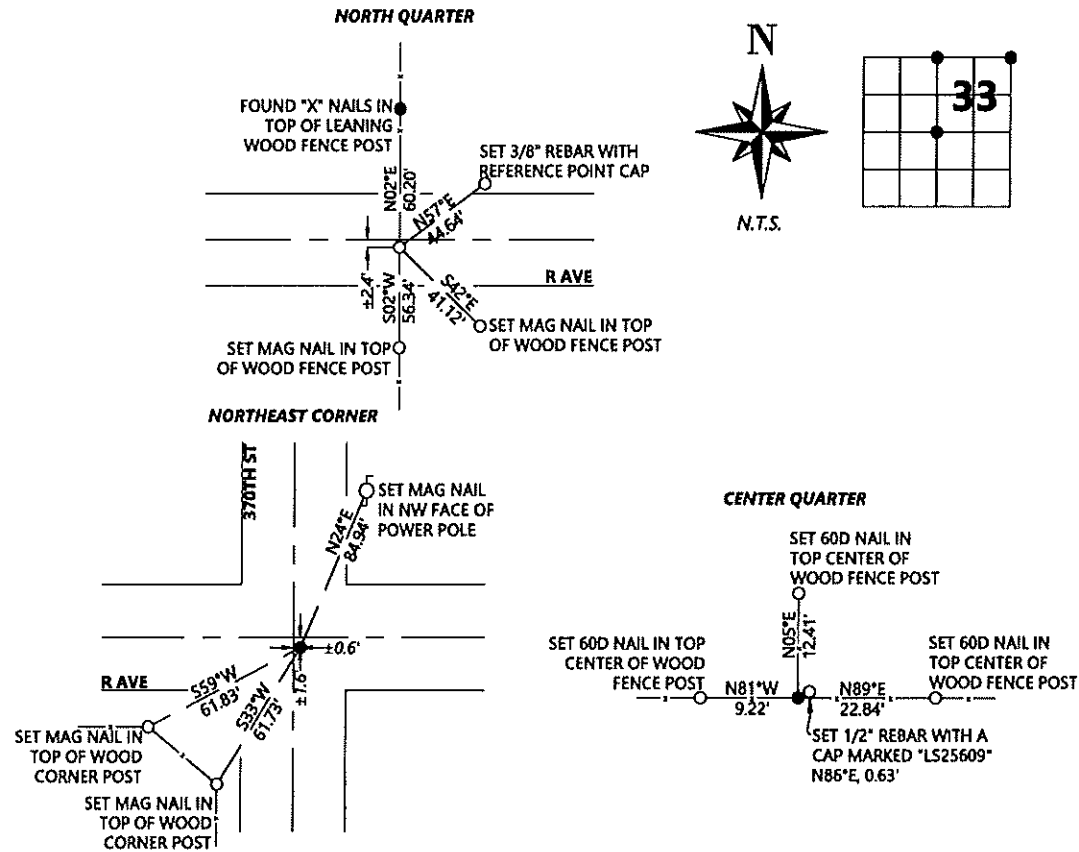 NORTH QUARTER
FOUND "X" NAILS IN
TOP OF LEANING
WOOD FENCE POST
N02°E
60.20'
SET 3/8" REBAR WITH
REFERENCE POINT CAP
N57°E
44.64'
±2.4'
S02°W
56.34'
S42°E
41.12'
R AVE
SET MAG NAIL IN TOP
OF WOOD FENCE POST
SET MAG NAIL IN TOP
OF WOOD FENCE POST
N
N.T.S.
33
NORTHEAST CORNER
370TH ST
SET MAG NAIL
IN NW FACE OF
POWER POLE
N24°E
84.94'
±0.6'
±1.6'
R AVE
S59°W
61.83'
S33°W
61.73'
SET MAG NAIL IN
TOP OF WOOD
CORNER POST
SET MAG NAIL IN
TOP OF WOOD
CORNER POST
CENTER QUARTER
SET 60D NAIL IN
TOP CENTER OF
WOOD FENCE POST
N05°E
12.41'
SET 60D NAIL IN TOP
CENTER OF WOOD
FENCE POST
N81°W
9.22'
N89°E
22.84'
SET 60D NAIL IN
TOP CENTER OF
WOOD FENCE POST
SET 1/2" REBAR WITH A
CAP MARKED "LS25609"
N86°E, 0.63'